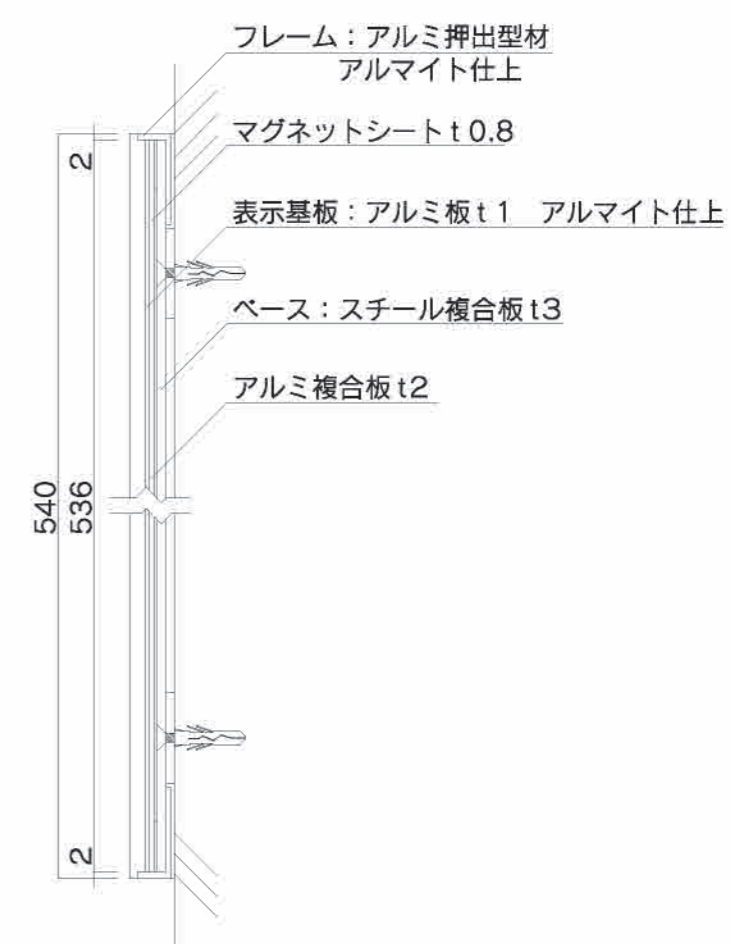 フレーム：アルミ押出型材
アルマイト仕上
マグネットシートt0.8
表示基板：アルミ板t1　アルマイト仕上
ベース：スチール複合板t3
アルミ複合板t2
2
540
536
2